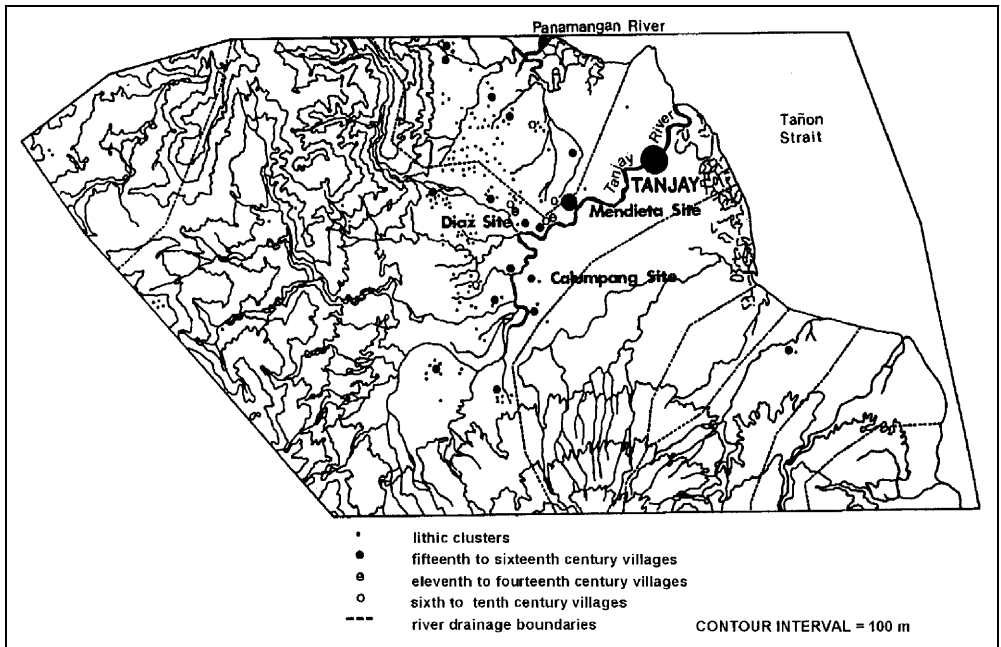 Panamangan River
Tañon
Strait
Tanjay River
TANJAY
Mendieta Site
Diaz Site
Calumpang Site
lithic clusters
fifteenth to sixteenth century villages
eleventh to fourteenth century villages
sixth to tenth century villages
river drainage boundaries
CONTOUR INTERVAL = 100 m